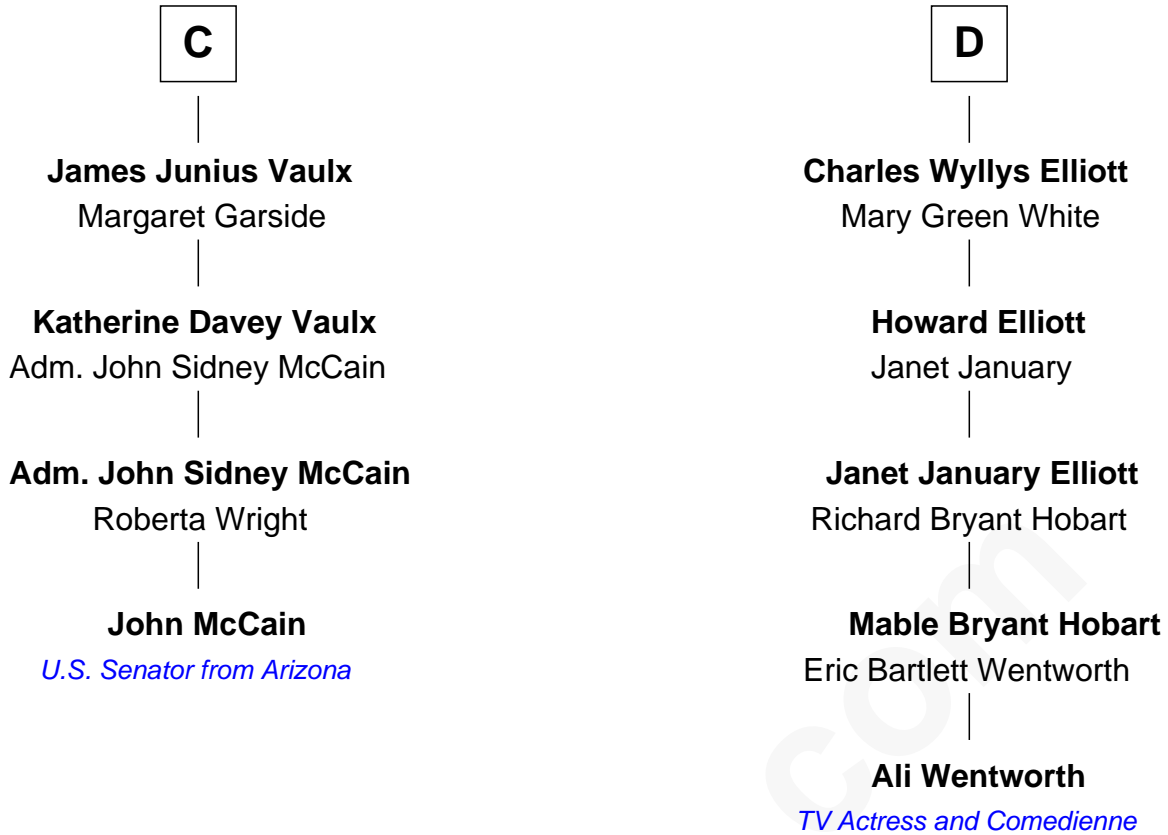 C
James Junius Vaulx
Margaret Garside
Katherine Davey Vaulx
Adm. John Sidney McCain
Adm. John Sidney McCain
Roberta Wright
John McCain
U.S. Senator from Arizona
D
Charles Wyllys Elliott
Mary Green White
Howard Elliott
Janet January
Janet January Elliott
Richard Bryant Hobart
Mable Bryant Hobart
Eric Bartlett Wentworth
Ali Wentworth
TV Actress and Comedienne
com